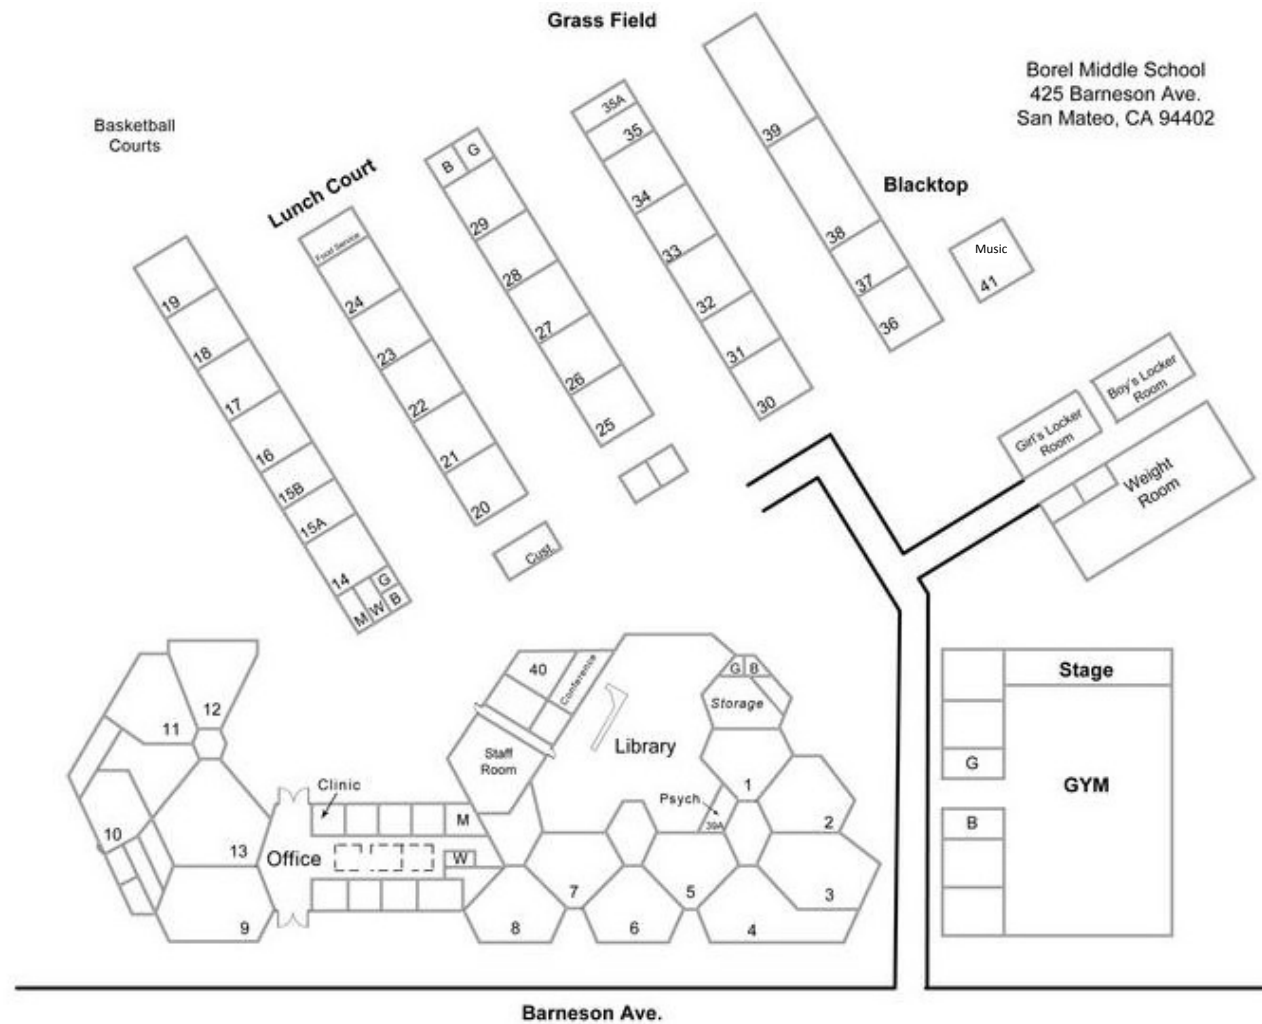 Grass Field
Borel Middle School
425 Barneson Ave.
San Mateo, CA 94402
Basketball
Courts
Lunch Court
Blacktop
Music
41
39
38
37
36
35A
35
34
33
32
31
30
B
G
29
28
27
26
25
Food Service
24
23
22
21
20
Cust.
19
18
17
16
15B
15A
14
M
W
G
B
Boy's Locker
Room
Girl's Locker
Room
Weight
Room
Stage
GYM
G
B
40
Conference
Staff
Room
Library
G
B
Storage
Psych
39A
1
2
3
4
5
6
7
8
12
11
10
13
9
Clinic
Office
M
W
Barneson Ave.